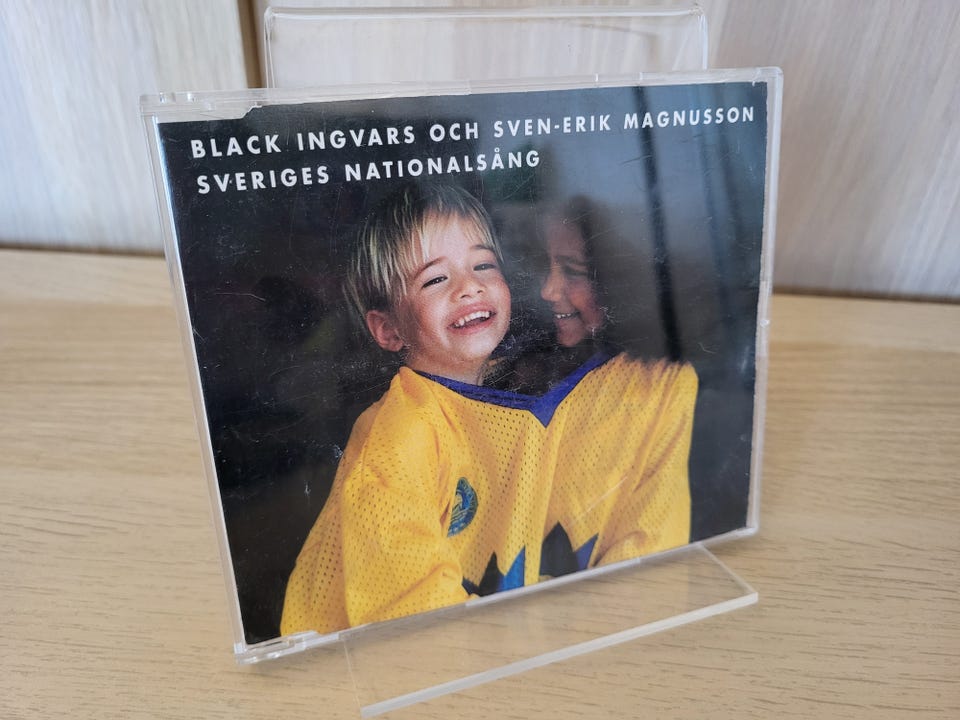 BLACK INGVARS OCH SVEN-ERIK MAGNUSSON
SVERIGES NATIONALSÅNG